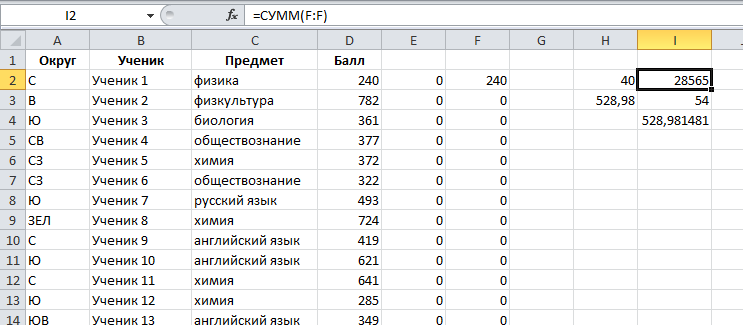 I2 fx =СУММ(F:F)
A B C D E F G H I
1 Округ Ученик Предмет Балл
2 С Ученик 1 физика 240 0 240 40 28565
3 В Ученик 2 физкультура 782 0 0 528,98 54
4 Ю Ученик 3 биология 361 0 0 528,981481
5 СВ Ученик 4 обществознание 377 0 0
6 СЗ Ученик 5 химия 372 0 0
7 СЗ Ученик 6 обществознание 322 0 0
8 Ю Ученик 7 русский язык 493 0 0
9 ЗЕЛ Ученик 8 химия 724 0 0
10 С Ученик 9 английский язык 419 0 0
11 Ю Ученик 10 английский язык 621 0 0
12 С Ученик 11 химия 641 0 0
13 Ю Ученик 12 химия 285 0 0
14 ЮВ Ученик 13 английский язык 349 0 0